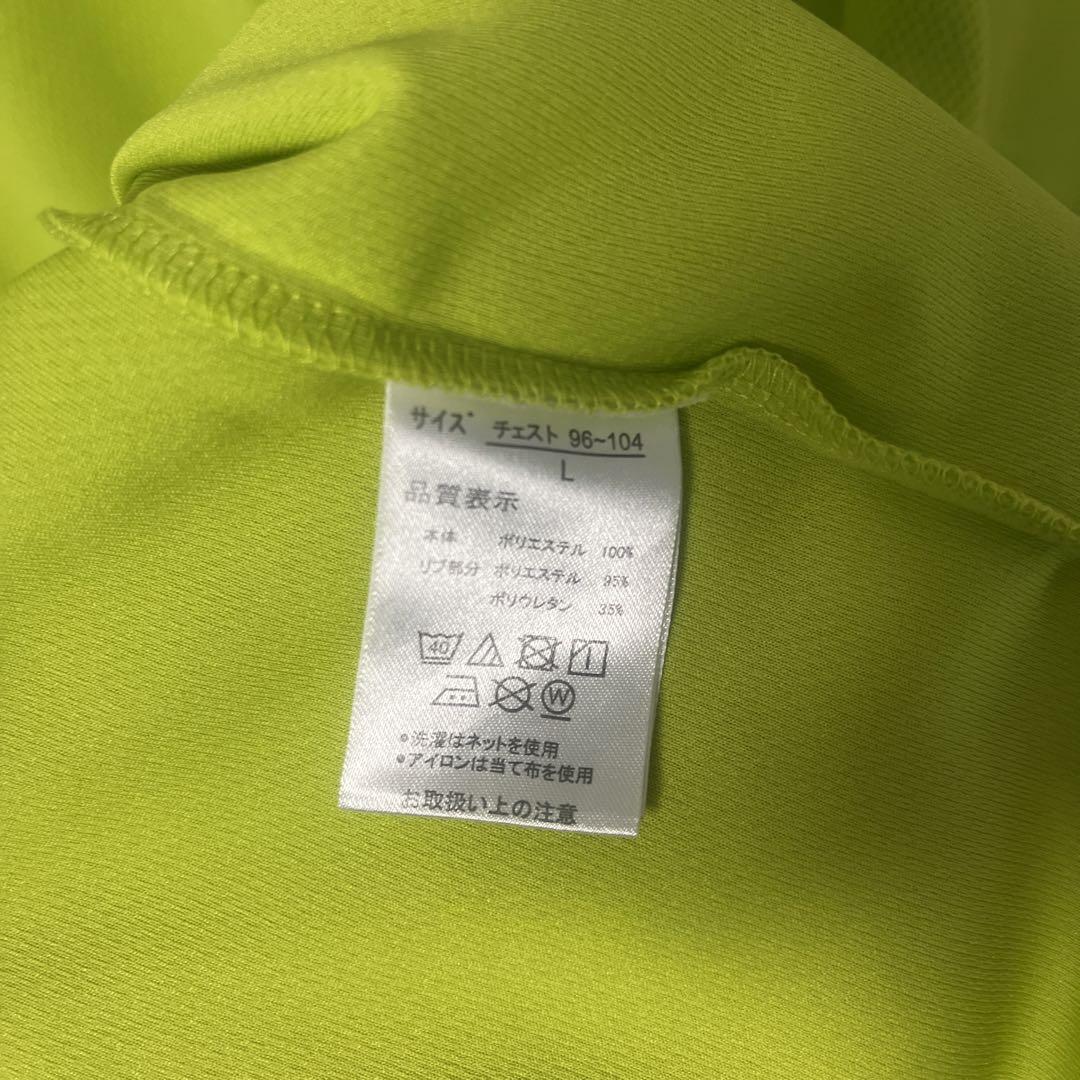 サイズ チェスト 96~104
L
品質表示
本体 ポリエステル 100%
リブ部分 ポリエステル 95%
ポリウレタン 35%
40
W
•洗濯はネットを使用
•アイロンは当て布を使用
お取扱い上の注意